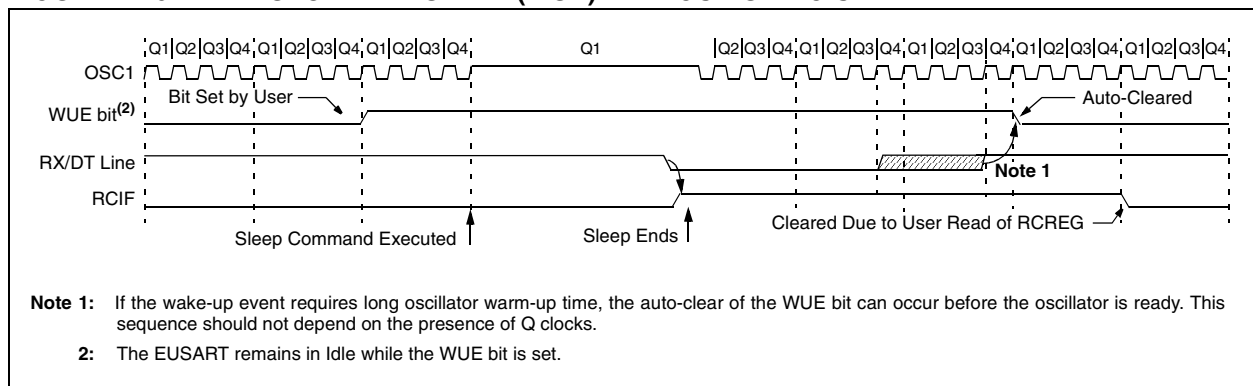 Q1 Q2 Q3 Q4 Q1 Q2 Q3 Q4 Q1 Q2 Q3 Q4 Q1 Q2 Q3 Q4 Q1 Q2 Q3 Q4 Q1 Q2 Q3 Q4 Q1 Q2 Q3 Q4 Q1 Q2 Q3 Q4
OSC1
Bit Set by User
Auto-Cleared
WUE bit(2)
RX/DT Line
Note 1
RCIF
Cleared Due to User Read of RCREG
Sleep Command Executed
Sleep Ends
Note 1: If the wake-up event requires long oscillator warm-up time, the auto-clear of the WUE bit can occur before the oscillator is ready. This
sequence should not depend on the presence of Q clocks.
2: The EUSART remains in Idle while the WUE bit is set.